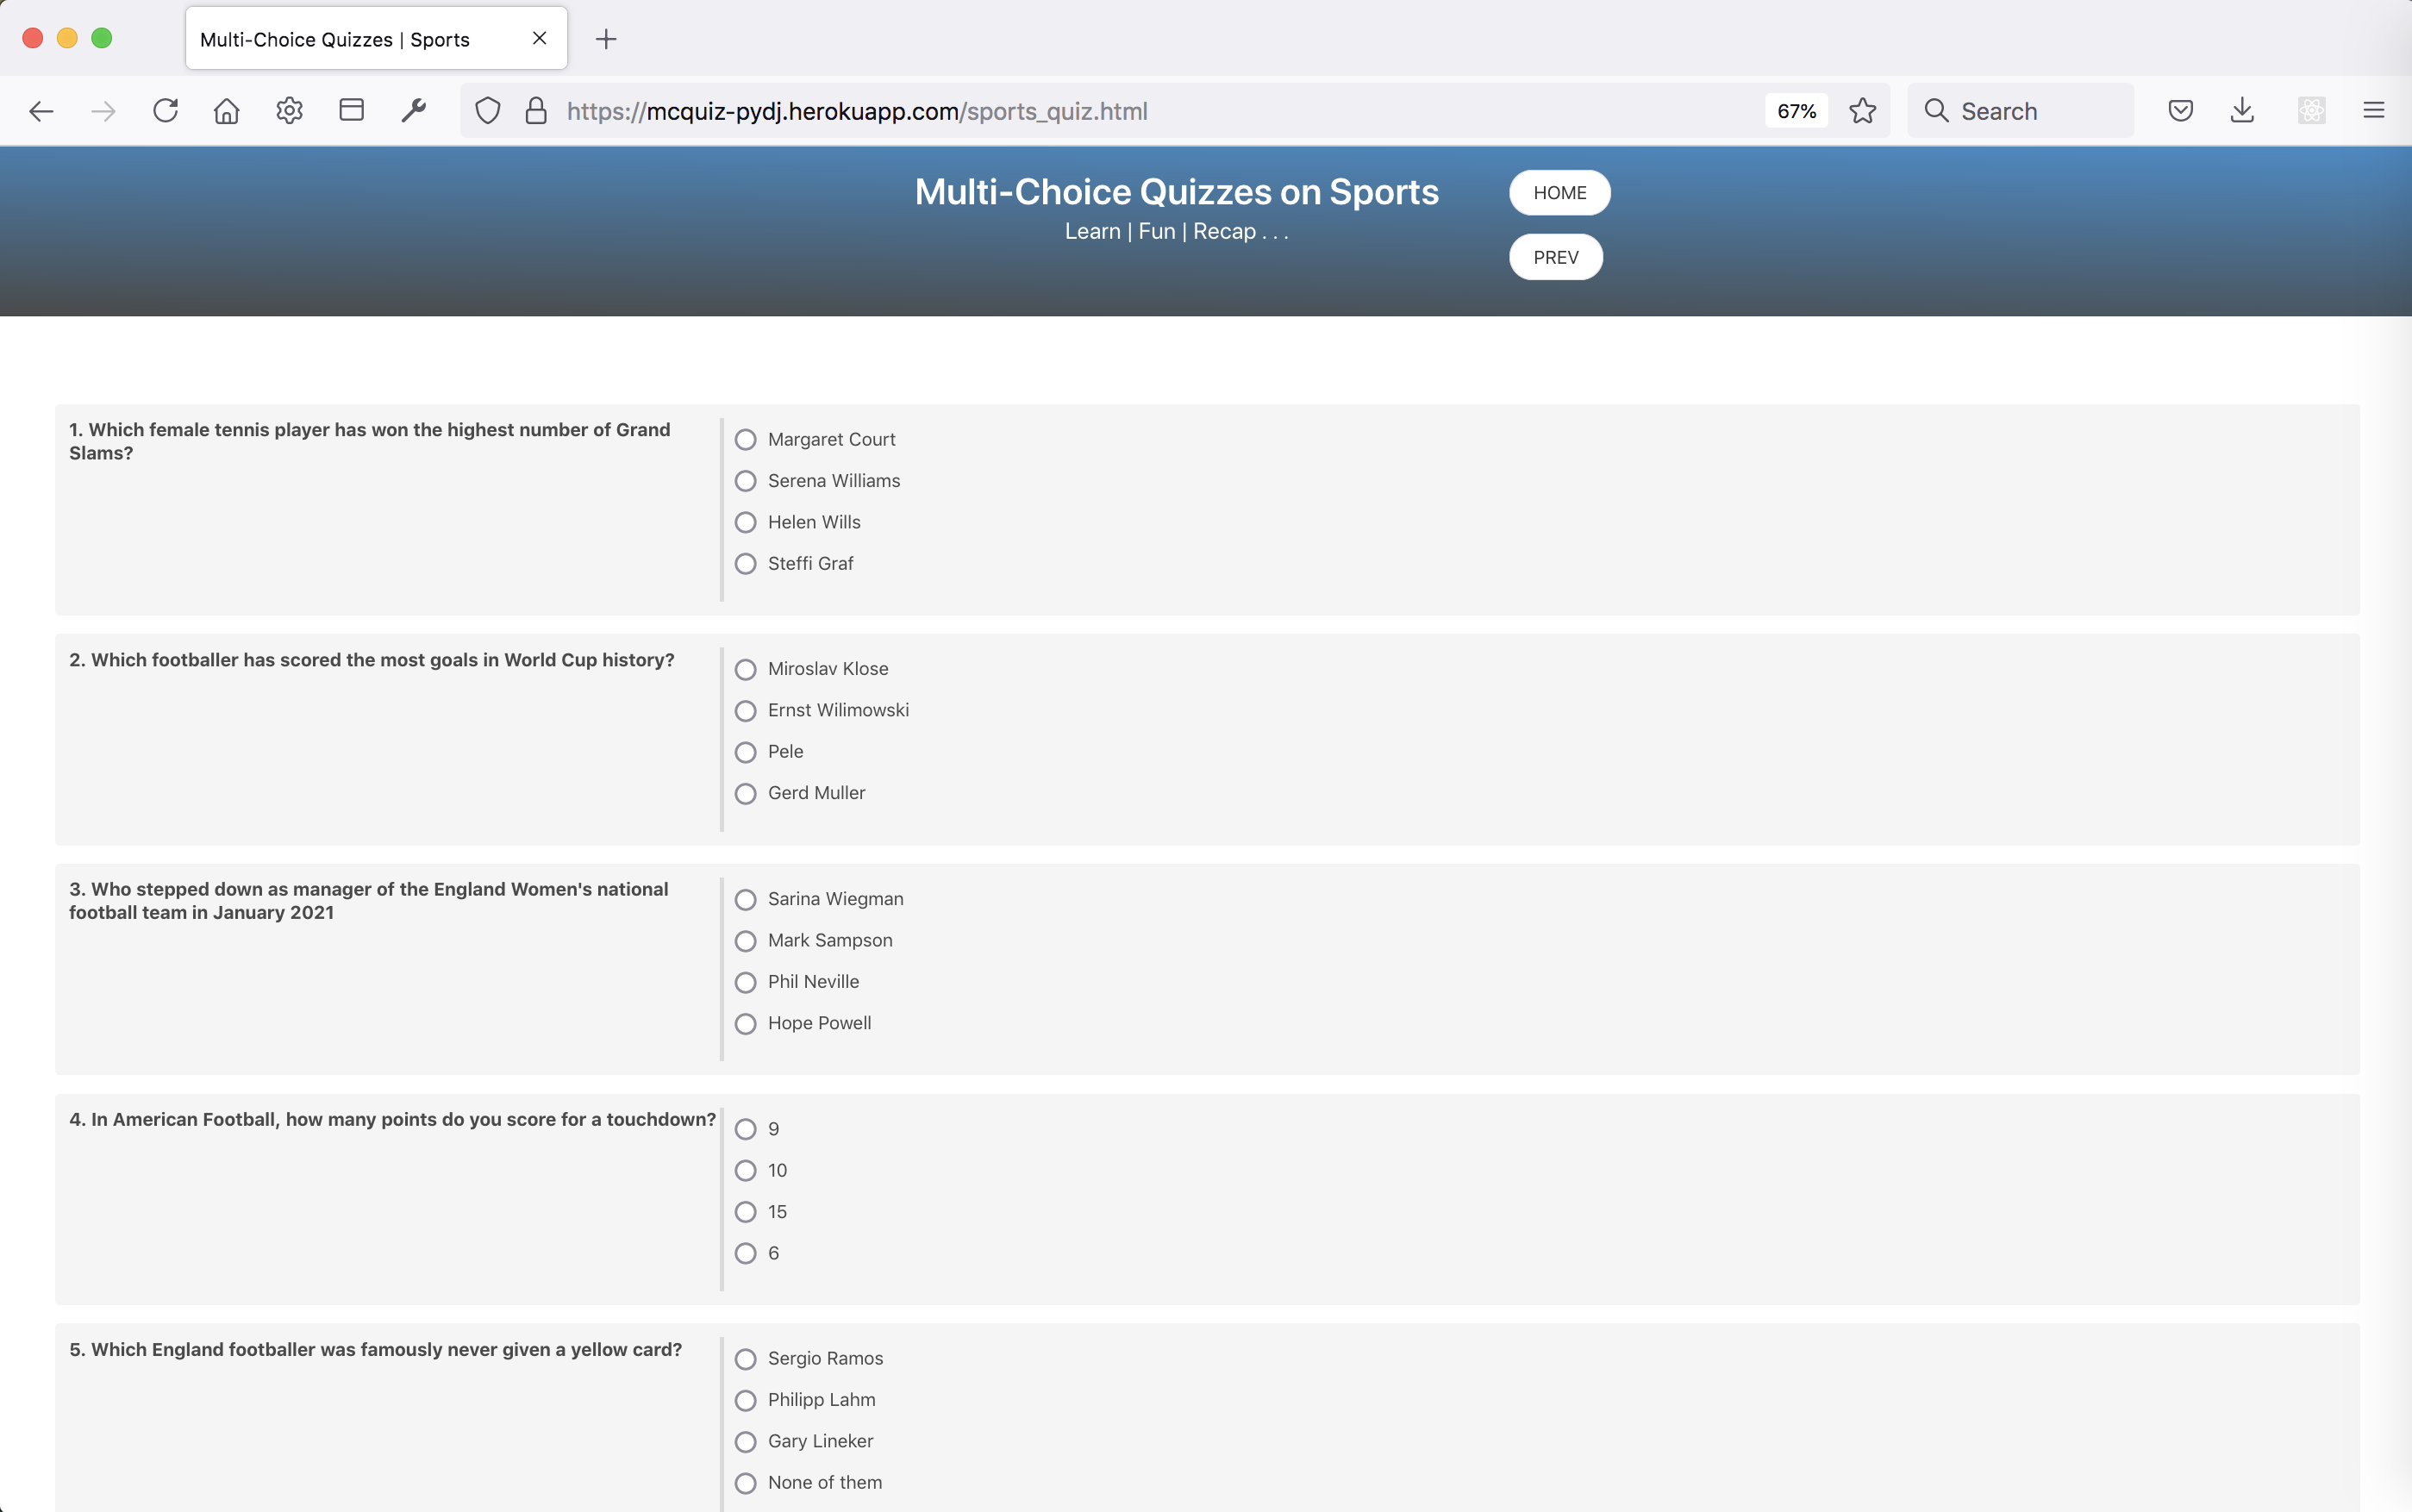 Multi-Choice Quizzes | Sports
https://mcquiz-pydj.herokuapp.com/sports_quiz.html
67%
Search
Multi-Choice Quizzes on Sports
HOME
Learn | Fun | Recap . . .
PREV
1. Which female tennis player has won the highest number of Grand
Slams?
Margaret Court
Serena Williams
Helen Wills
Steffi Graf
2. Which footballer has scored the most goals in World Cup history?
Miroslav Klose
Ernst Wilimowski
Pele
Gerd Muller
3. Who stepped down as manager of the England Women's national
football team in January 2021
Sarina Wiegman
Mark Sampson
Phil Neville
Hope Powell
4. In American Football, how many points do you score for a touchdown?
9
10
15
6
5. Which England footballer was famously never given a yellow card?
Sergio Ramos
Philipp Lahm
Gary Lineker
None of them